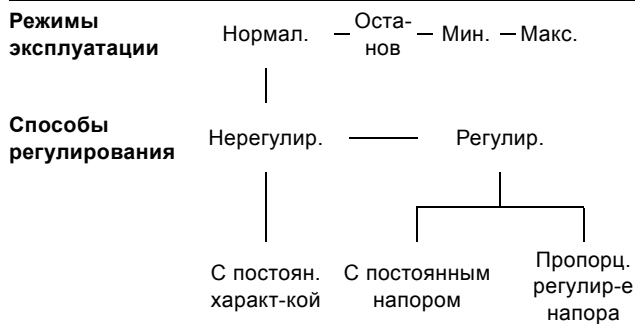 Режимы
эксплуатации
Нормал.
Оста-
нов
Мин.
Макс.
Способы
регулирования
Нерегулир.
Регулир.
С постоян.
характ-кой
С постоянным
напором
Пропорц.
регулир-е
напора